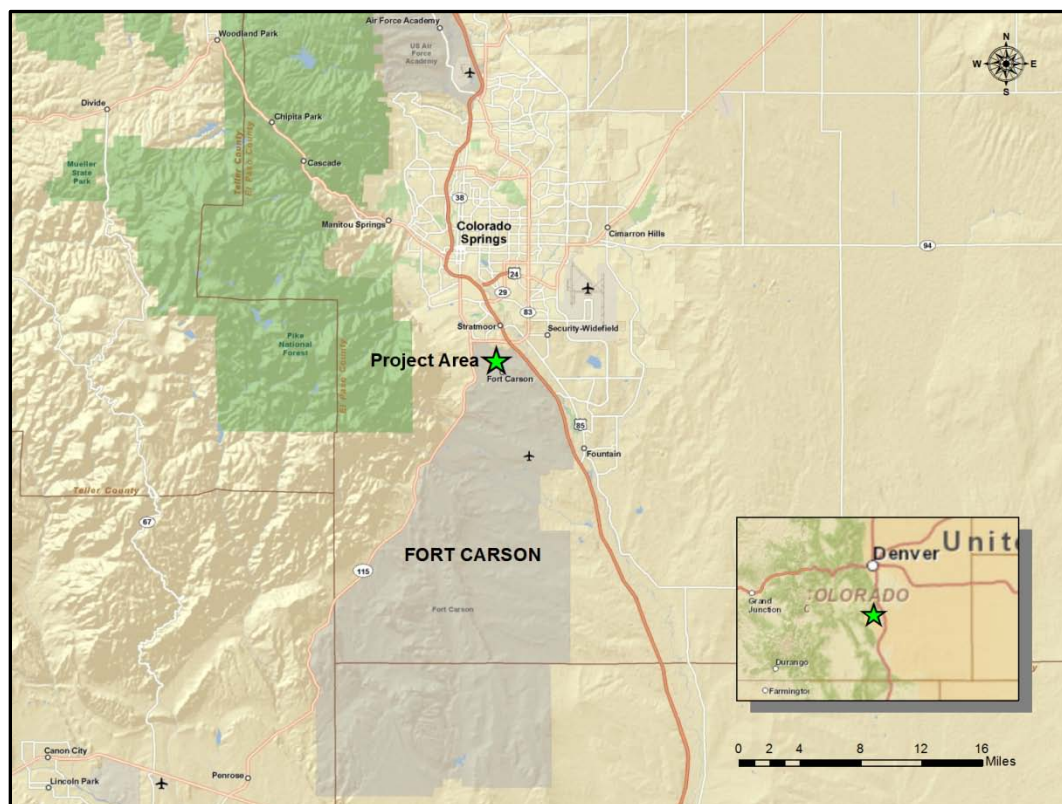 Air Force Academy
Woodland Park
US Air
Force
Academy
N
W E
S
Divide
Chipita Park
Teller County
El Paso County
Mueller
State
Park
Cascade
38
Manitou Springs
Colorado
Springs
Cimarron Hills
94
24
29
83
Stratmoor
Security-Widefield
Pike
National
Forest
Project Area
Fort Carson
El Paso County
85
Fountain
Teller County
67
FORT CARSON
115
Fort Carson
Denver
Unit
Grand
Junction
COLORADO
Durango
Farmington
Canon City
Lincoln Park
Penrose
0 2 4 8 12 16
Miles